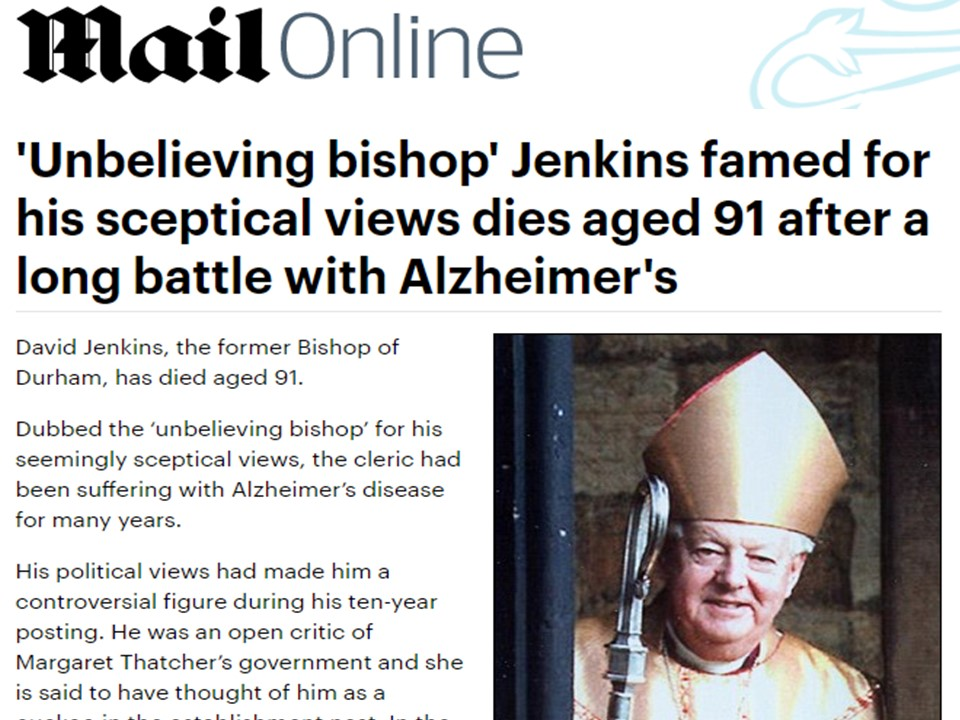 Mail Online
'Unbelieving bishop' Jenkins famed for
his sceptical views dies aged 91 after a
long battle with Alzheimer's
David Jenkins, the former Bishop of
Durham, has died aged 91.
Dubbed the ‘unbelieving bishop’ for his
seemingly sceptical views, the cleric had
been suffering with Alzheimer’s disease
for many years.
His political views had made him a
controversial figure during his ten-year
posting. He was an open critic of
Margaret Thatcher’s government and she
is said to have thought of him as a
in the establishment